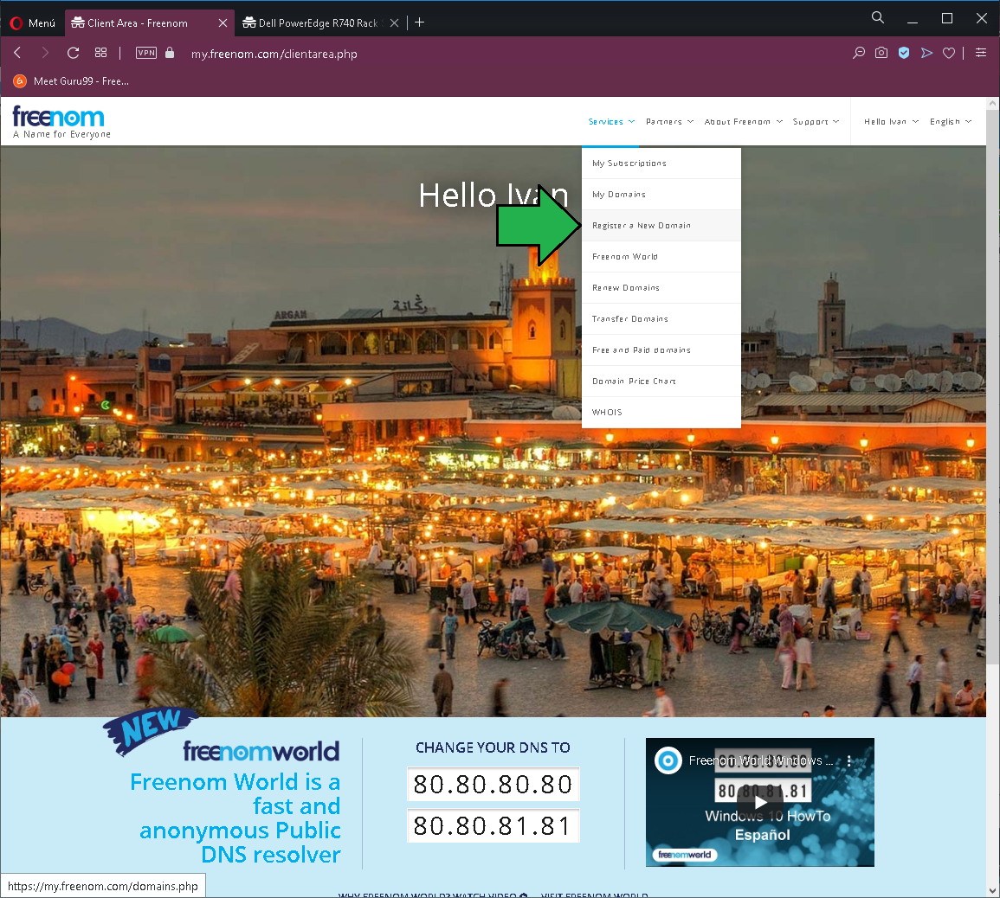 Menú
Client Area - Freenom
Dell PowerEdge R740 Rack
VPN
my.freenom.com/clientarea.php
Meet Guru99 - Free...
freenom
A Name for Everyone
Services
Partners
About Freenom
Support
Hello Ivan
English
My Subscriptions
My Domains
Register a New Domain
Freenom World
Renew Domains
Transfer Domains
Free and Paid domains
Domain Price Chart
WHOIS
Hello Ivan
ARGAN
NEW
freenomworld
Freenom World is a
fast and
anonymous Public
DNS resolver
CHANGE YOUR DNS TO
80.80.80.80
80.80.81.81
Freenom World Windows ...
80.80.80.80
80.80.81.81
Windows 10 HowTo
Español
freenomworld
https://my.freenom.com/domains.php
WHY FREENOM WORLD? WATCH VIDEO
VISIT FREENOM WORLD